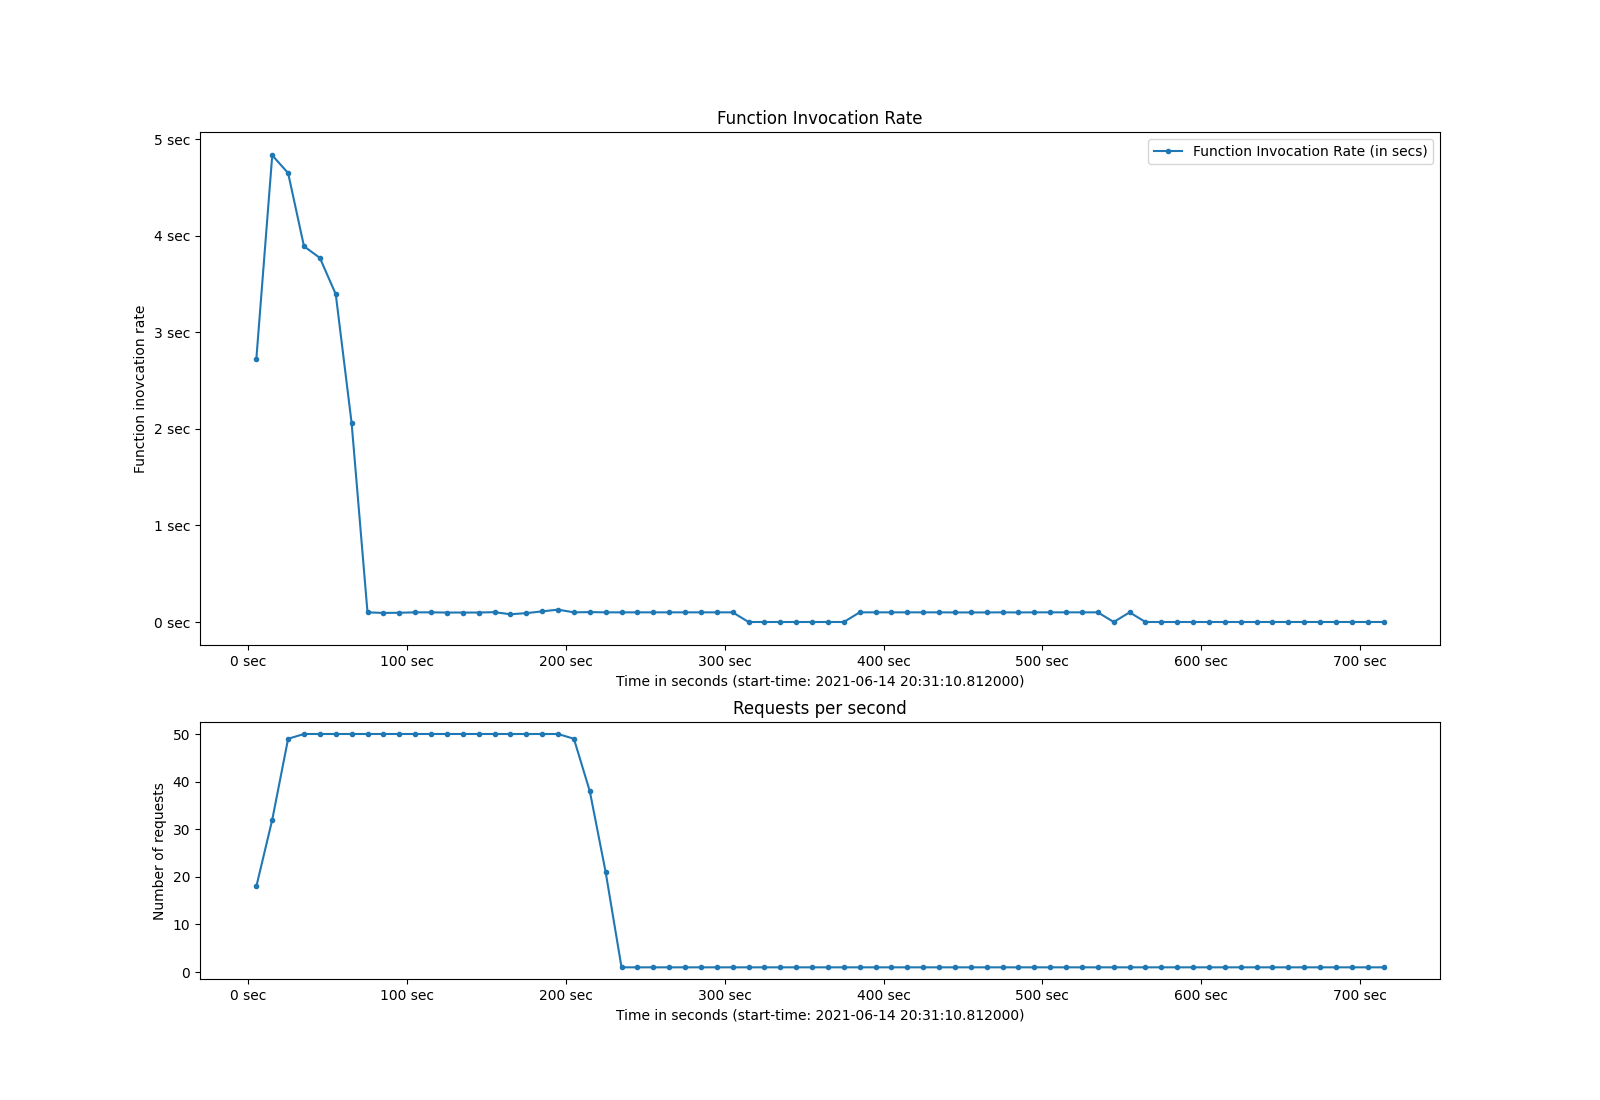 Function Invocation Rate
Function Invocation Rate (in secs)
Function inovcation rate
5 sec
4 sec
3 sec
2 sec
1 sec
0 sec
0 sec 100 sec 200 sec 300 sec 400 sec 500 sec 600 sec 700 sec
Time in seconds (start-time: 2021-06-14 20:31:10.812000)
Requests per second
Number of requests
50
40
30
20
10
0
0 sec 100 sec 200 sec 300 sec 400 sec 500 sec 600 sec 700 sec
Time in seconds (start-time: 2021-06-14 20:31:10.812000)